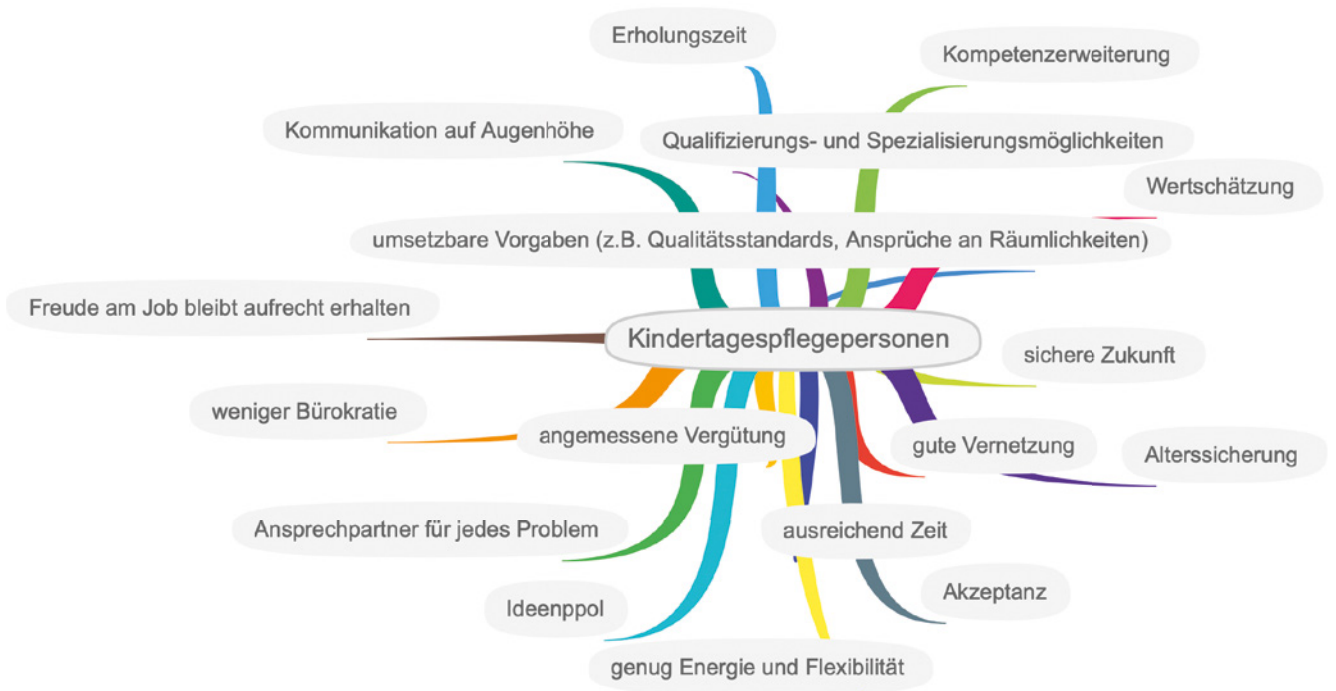 Erholungszeit
Kompetenzerweiterung
Kommunikation auf Augenhöhe
Qualifizierungs- und Spezialisierungsmöglichkeiten
Wertschätzung
umsetzbare Vorgaben (z.B. Qualitätsstandards, Ansprüche an Räumlichkeiten)
Freude am Job bleibt aufrecht erhalten
Kindertagespflegepersonen
sichere Zukunft
weniger Bürokratie
angemessene Vergütung
gute Vernetzung
Alterssicherung
Ansprechpartner für jedes Problem
ausreichend Zeit
Akzeptanz
Ideenppol
genug Energie und Flexibilität